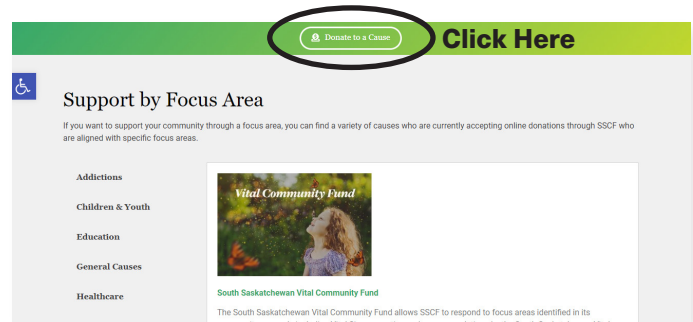 Donate to a Cause
Click Here
Support by Focus Area
If you want to support your community through a focus area, you can find a variety of causes who are currently accepting online donations through SSCF who
are aligned with specific focus areas.
Addictions
Children & Youth
Education
General Causes
Healthcare
Vital Community Fund
South Saskatchewan Vital Community Fund
The South Saskatchewan Vital Community Fund allows SSCF to respond to focus areas identified in its